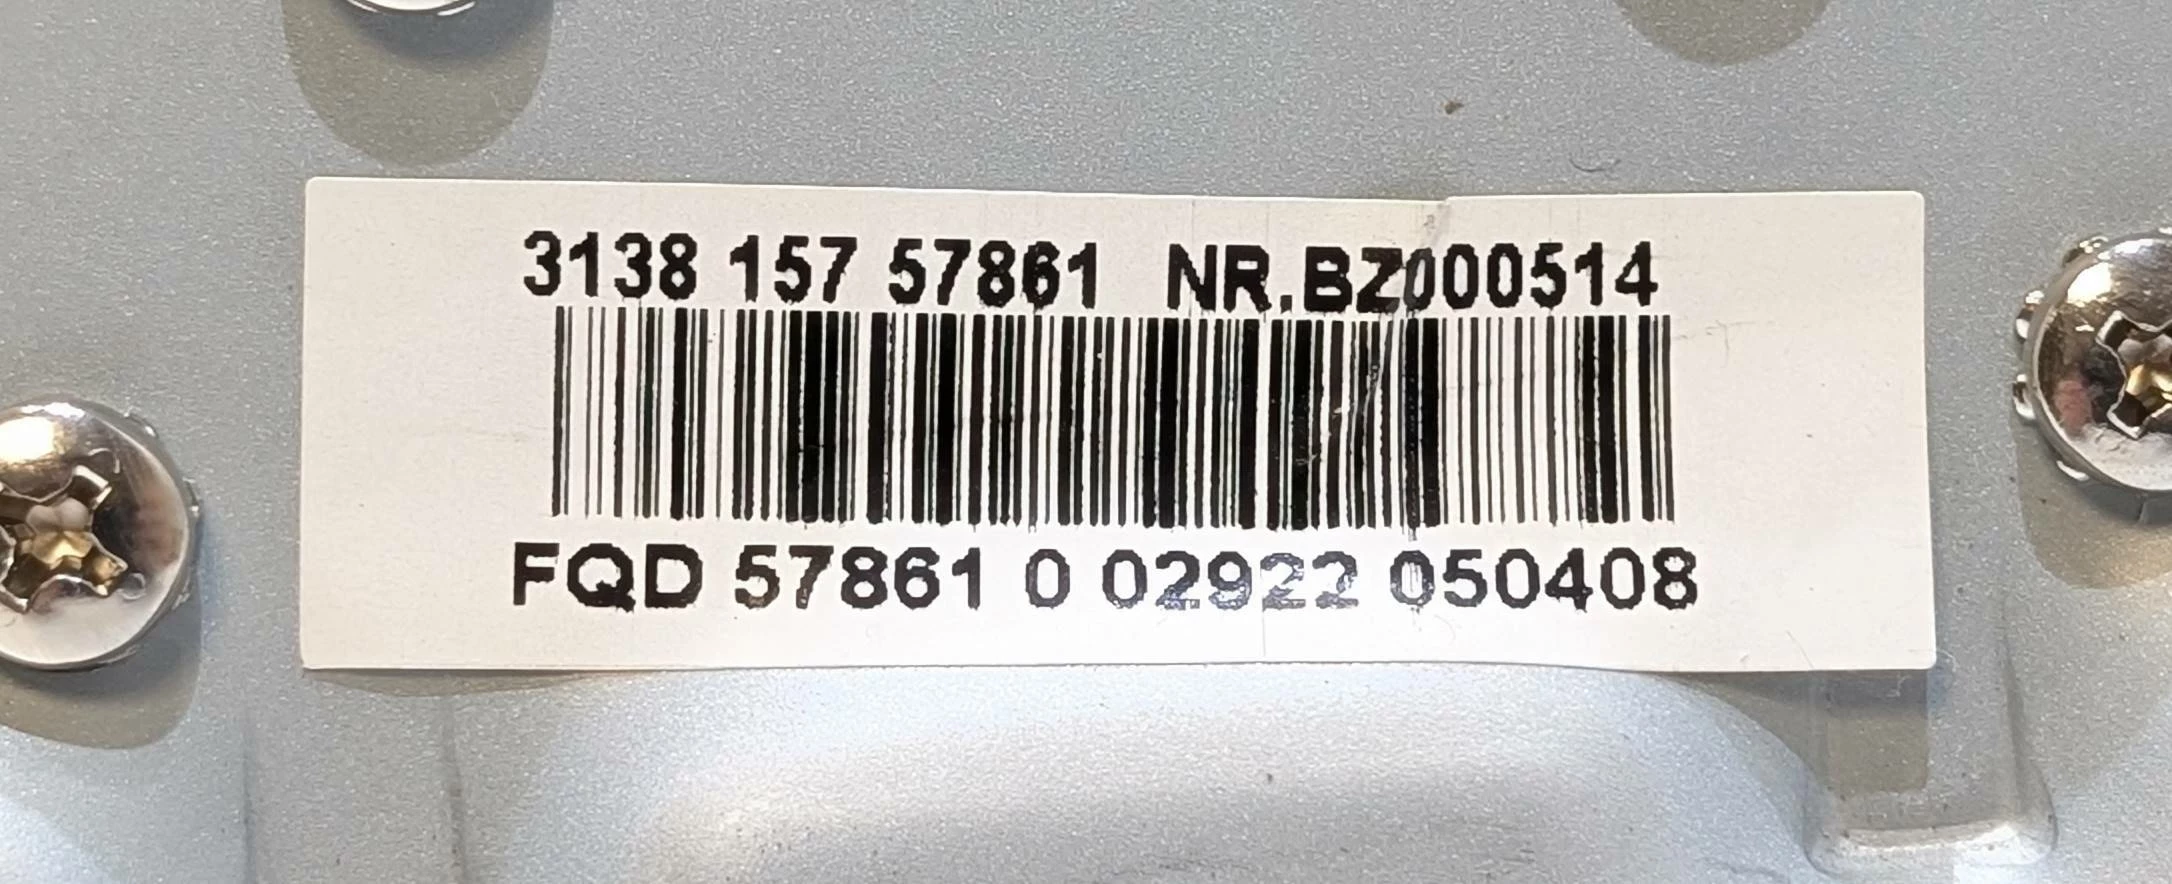 3138 157 57861 NR.BZ000514
FQD 57861 0 02922 050408